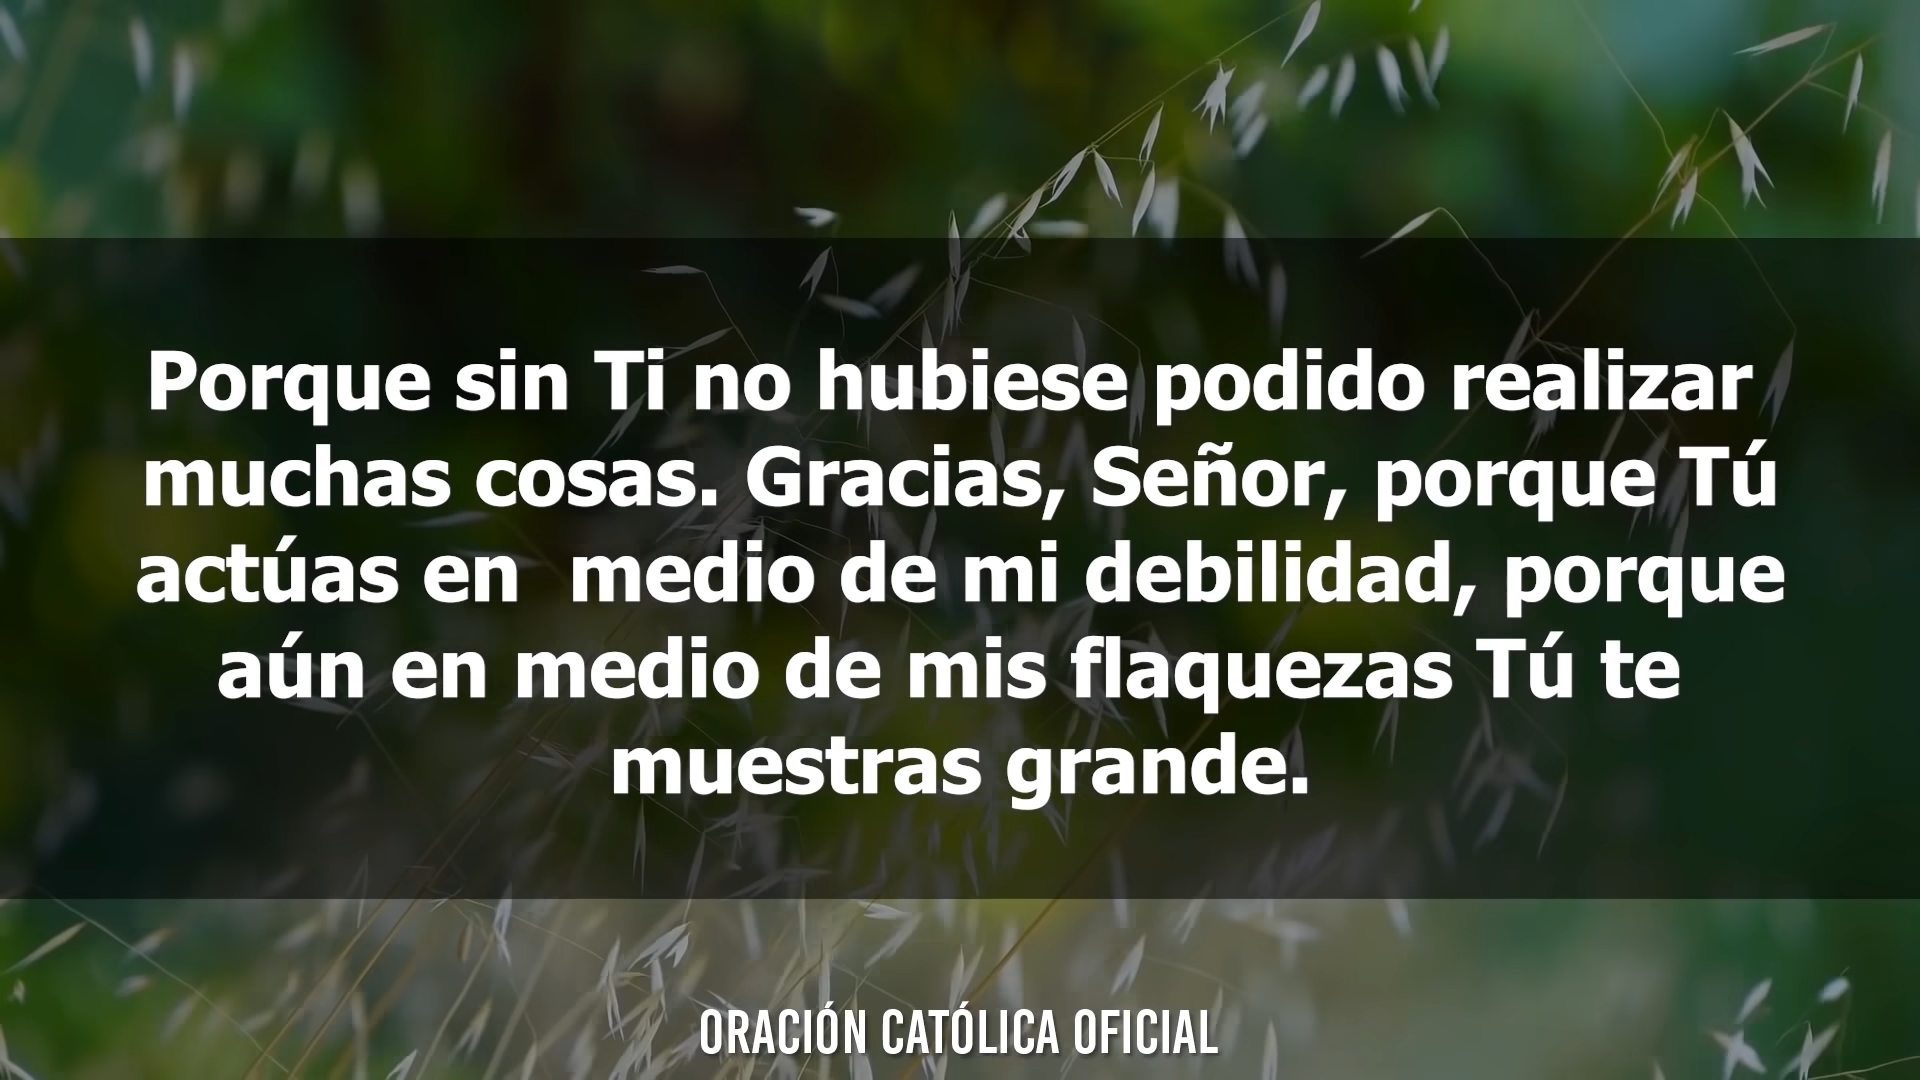 Porque sin Ti no hubiese podido realizar
muchas cosas. Gracias, Señor, porque Tú
actúas en  medio de mi debilidad, porque
aún en medio de mis flaquezas Tú te
muestras grande.
ORACIÓN CATÓLICA OFICIAL